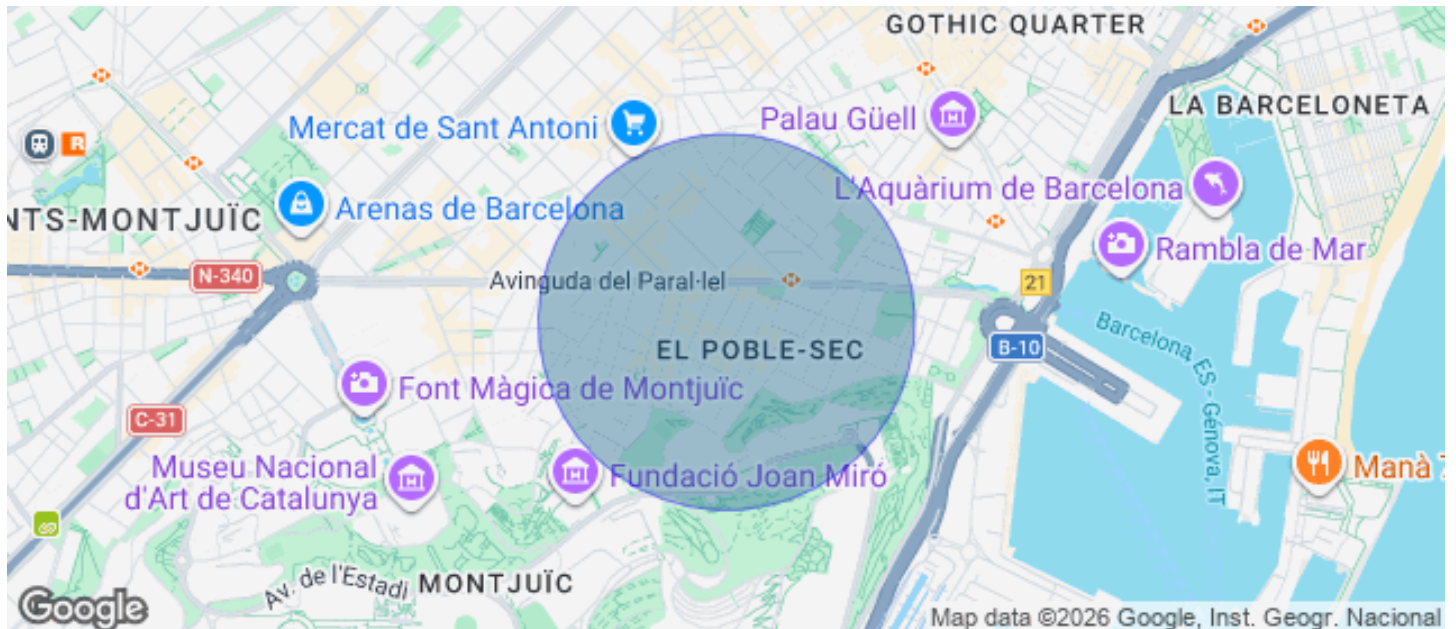 GOTHIC QUARTER
LA BARCELONETA
Mercat de Sant Antoni
Palau Güell
R
L'Aquàrium de Barcelona
NTS-MONTJUÏC
Arenas de Barcelona
Rambla de Mar
N-340
Avinguda del Paral·lel
21
Barcelona, ES - Génova, IT
B-10
EL POBLE-SEC
Font Màgica de Montjuïc
C-31
Museu Nacional
d'Art de Catalunya
Fundació Joan Miró
Manà 7
Av. de l'Estadi
MONTJUÏC
Google
Map data ©2026 Google, Inst. Geogr. Nacional